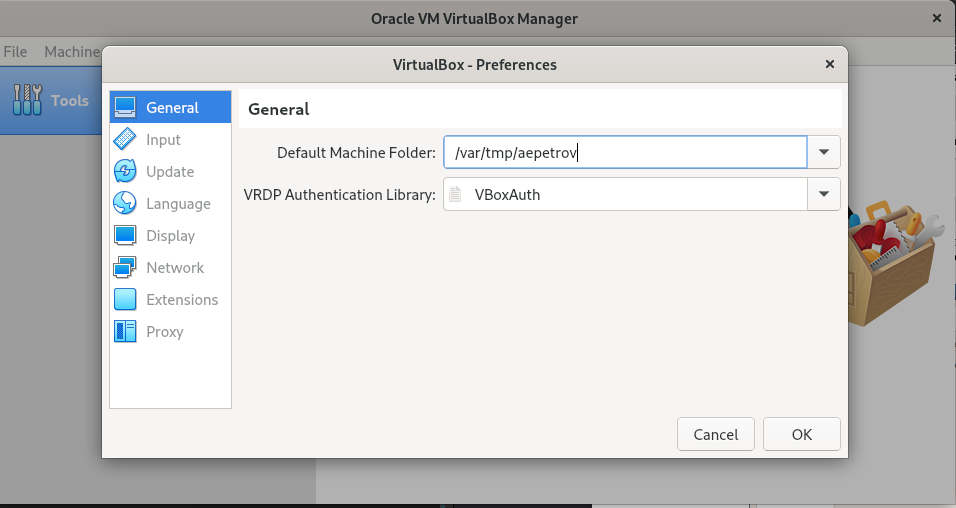 Oracle VM VirtualBox Manager
File Machine
VirtualBox - Preferences
Tools
General
Input
Update
Language
Display
Network
Extensions
Proxy
General
Default Machine Folder: /var/tmp/aepetrov
VRDP Authentication Library: VBoxAuth
Cancel OK